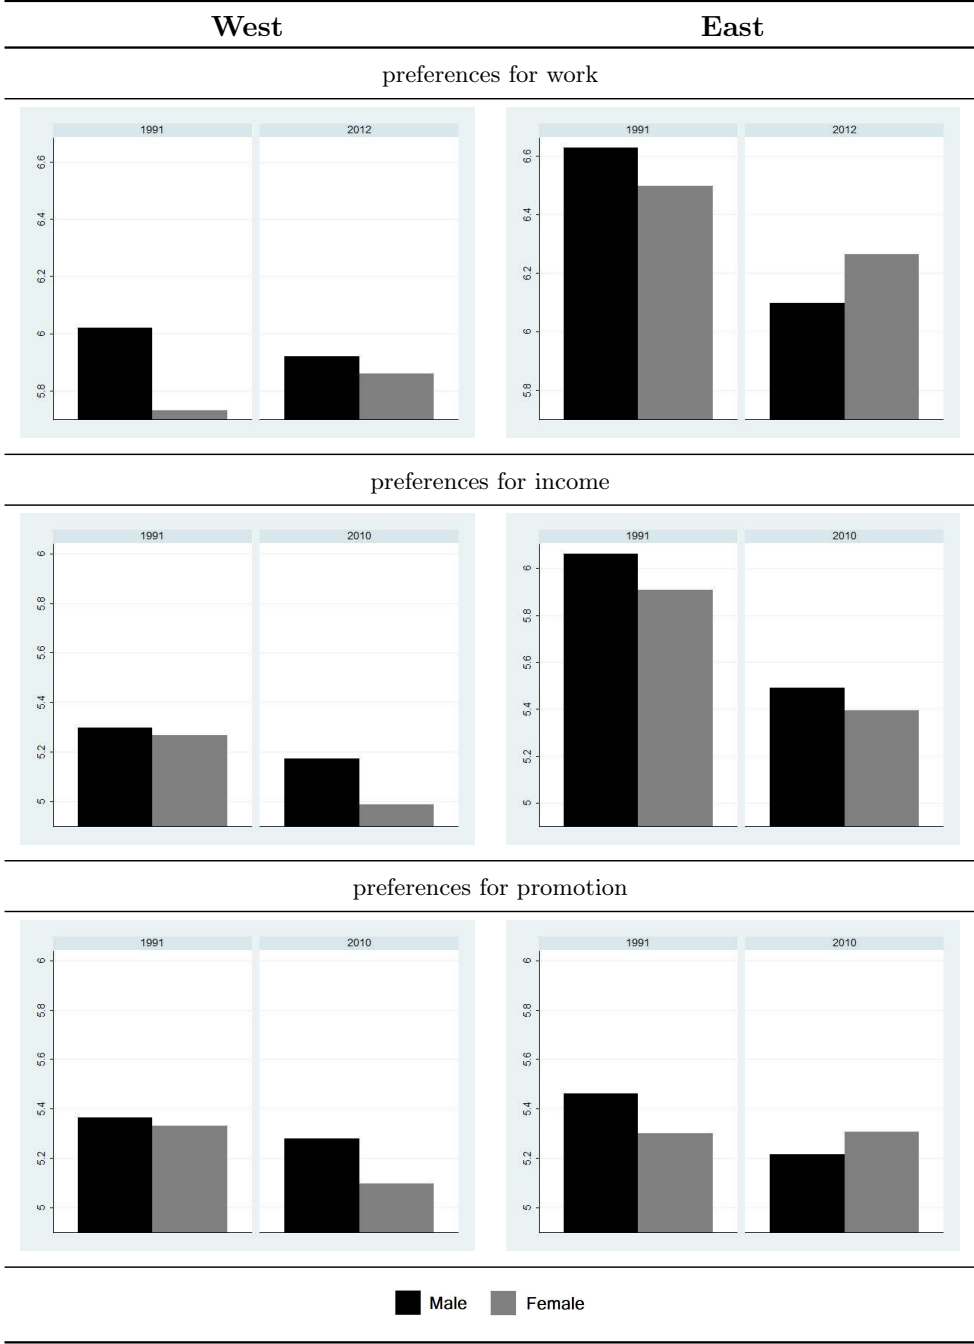 West East
preferences for work
1991 2012 1991 2012
6.6 6.6
6.4 6.4
6.2 6.2
6 6
5.8 5.8
preferences for income
1991 2010 1991 2010
6 6
5.8 5.8
5.6 5.6
5.4 5.4
5.2 5.2
5 5
preferences for promotion
1991 2010 1991 2010
6 6
5.8 5.8
5.6 5.6
5.4 5.4
5.2 5.2
5 5
Male Female